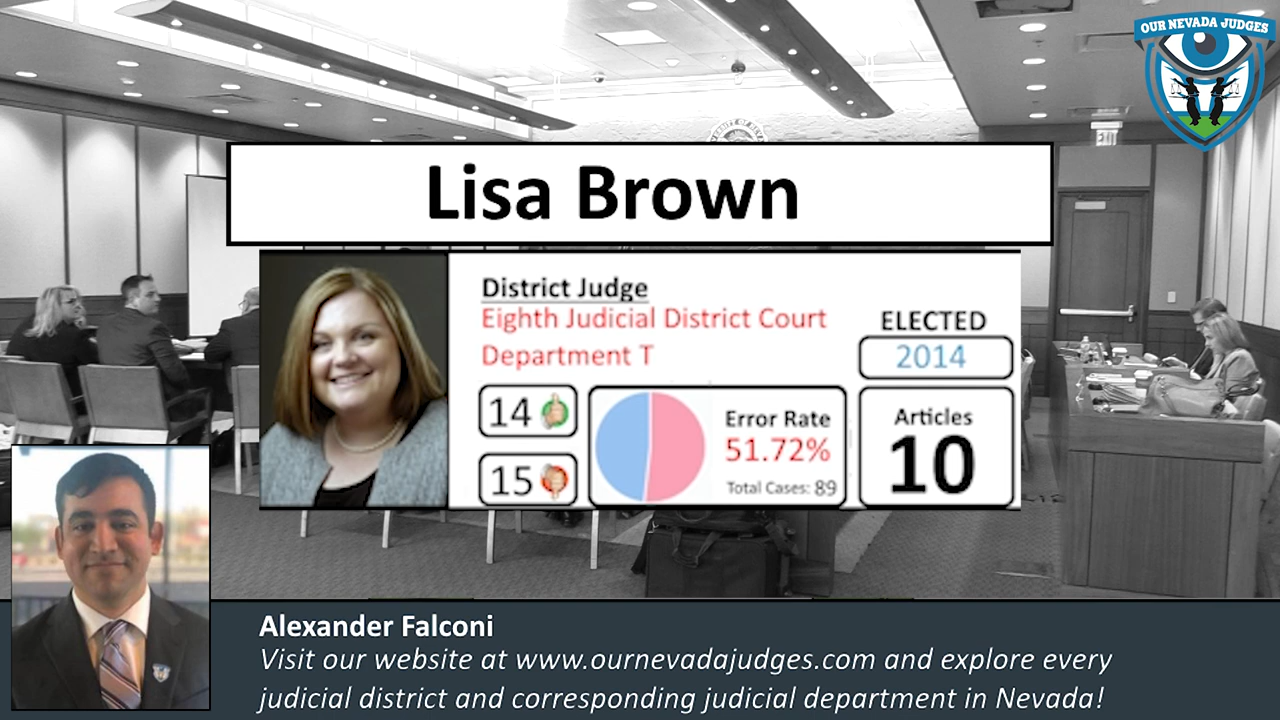 OUR NEVADA JUDGES
EXIT
Lisa Brown
District Judge
Eighth Judicial District Court
Department T
ELECTED
2014
14
15
Error Rate
51.72%
Total Cases: 89
Articles
10
Alexander Falconi
Visit our website at www.ournevadajudges.com and explore every
judicial district and corresponding judicial department in Nevada!